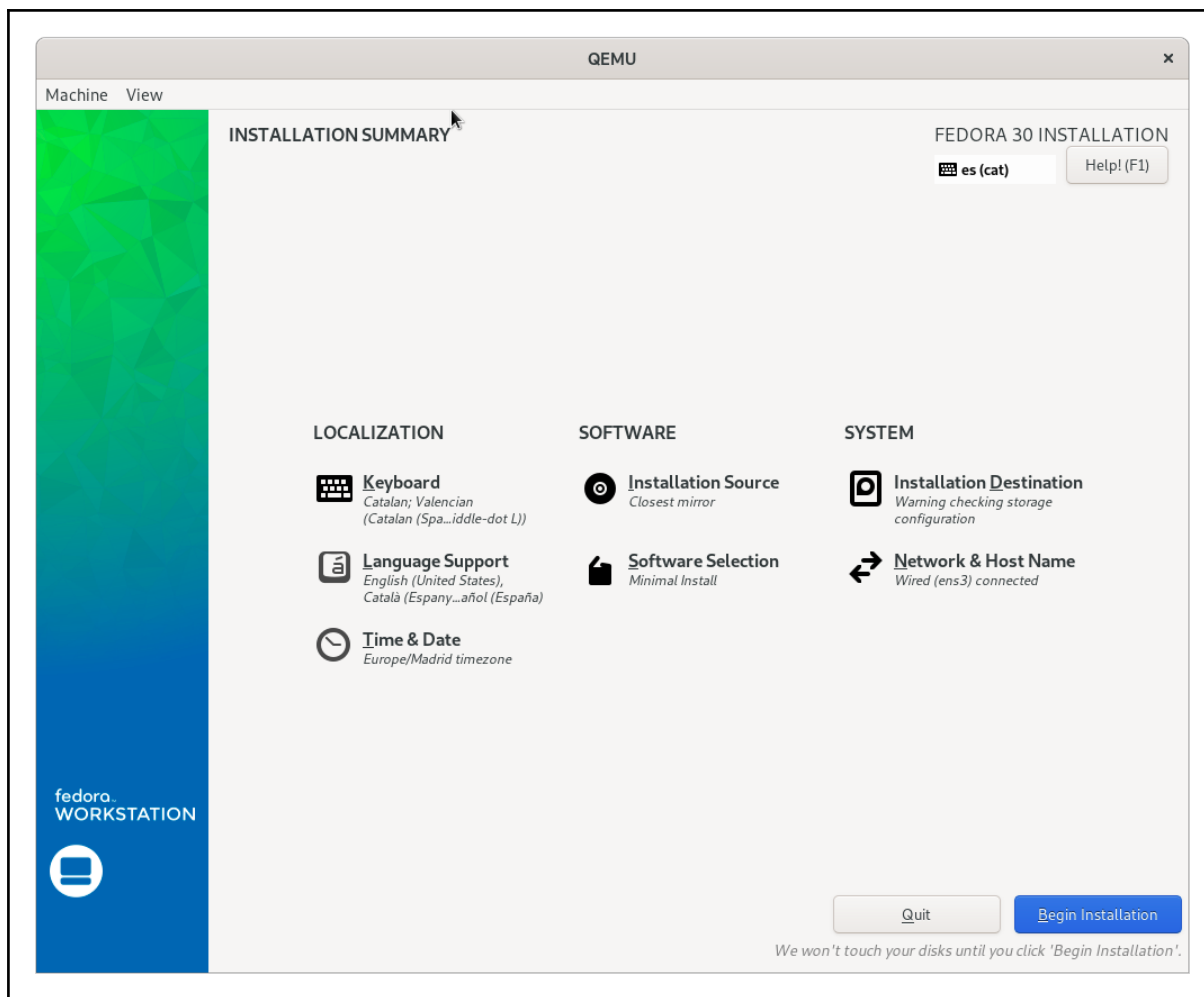 QEMU
×
Machine View
INSTALLATION SUMMARY
FEDORA 30 INSTALLATION
es (cat)
Help! (F1)
LOCALIZATION
Keyboard
Catalan; Valencian
(Catalan (Spa...iddle-dot L))
Language Support
English (United States),
Català (Espany...añol (España)
Time & Date
Europe/Madrid timezone
SOFTWARE
Installation Source
Closest mirror
Software Selection
Minimal Install
SYSTEM
Installation Destination
Warning checking storage
configuration
Network & Host Name
Wired (ens3) connected
fedora™
WORKSTATION
Quit
Begin Installation
We won't touch your disks until you click 'Begin Installation'.